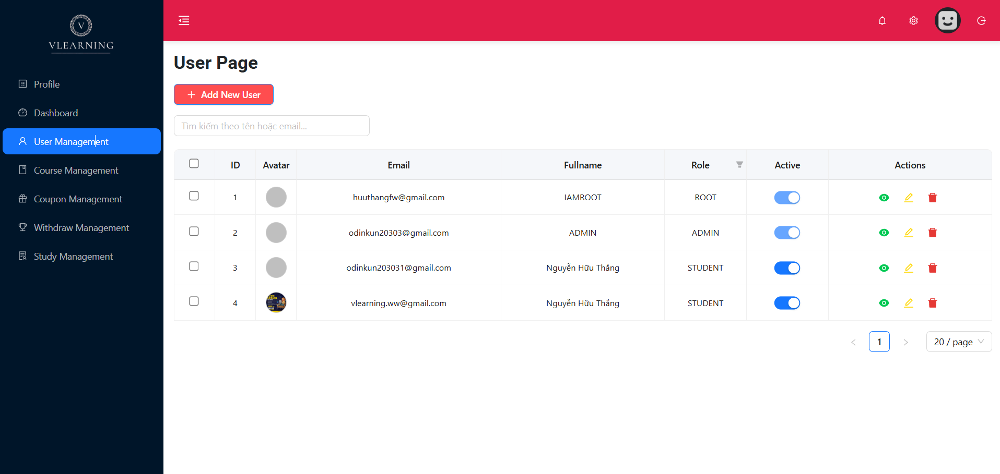 V
VLEARNING
Profile
Dashboard
User Management
Course Management
Coupon Management
Withdraw Management
Study Management
User Page
Add New User
Tìm kiếm theo tên hoặc email...
ID Avatar Email Fullname Role Active Actions
1 huuthangfw@gmail.com IAMROOT ROOT
2 odinkun20303@gmail.com ADMIN ADMIN
3 odinkun203031@gmail.com Nguyễn Hữu Thắng STUDENT
4 vlearning.ww@gmail.com Nguyễn Hữu Thắng STUDENT
< 1 > 20 / page